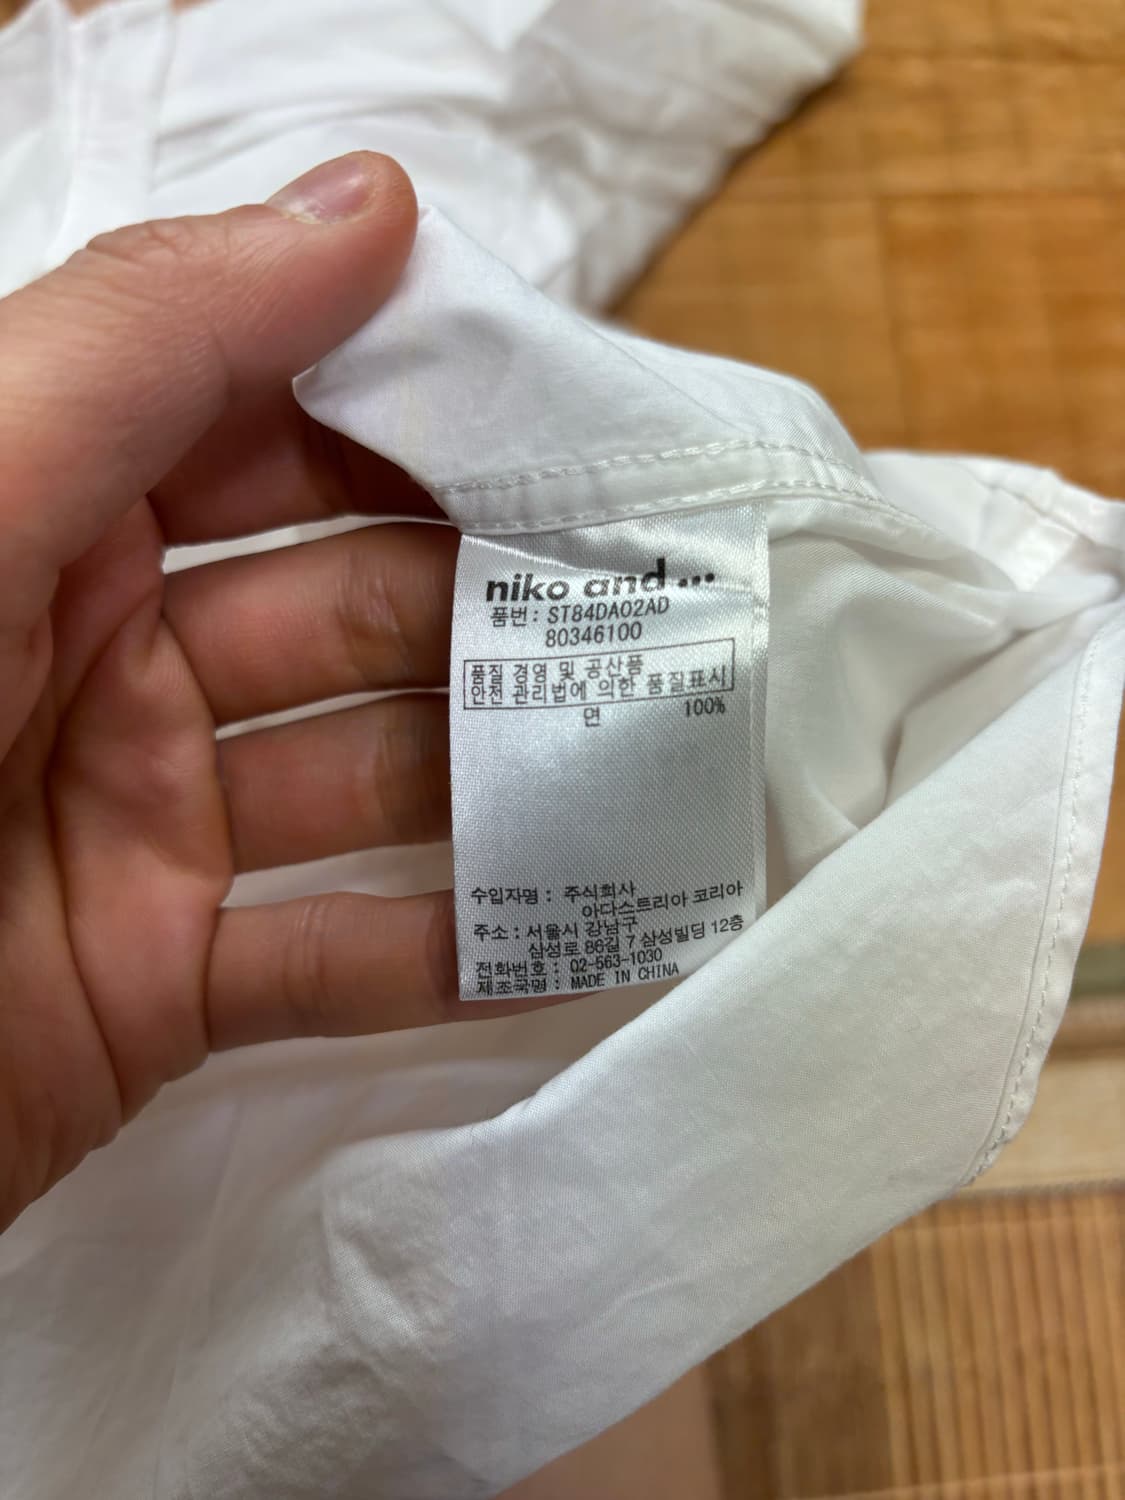 niko and ...
품번: ST84DA02AD
80346100
품질 경영 및 공산품
안전 관리법에 의한 품질표시
면 100%
수입자명 : 주식회사
아다스트리아 코리아
주소 : 서울시 강남구
삼성로 86길 7 삼성빌딩 12층
전화번호 : 02-563-1030
제조국명 : MADE IN CHINA